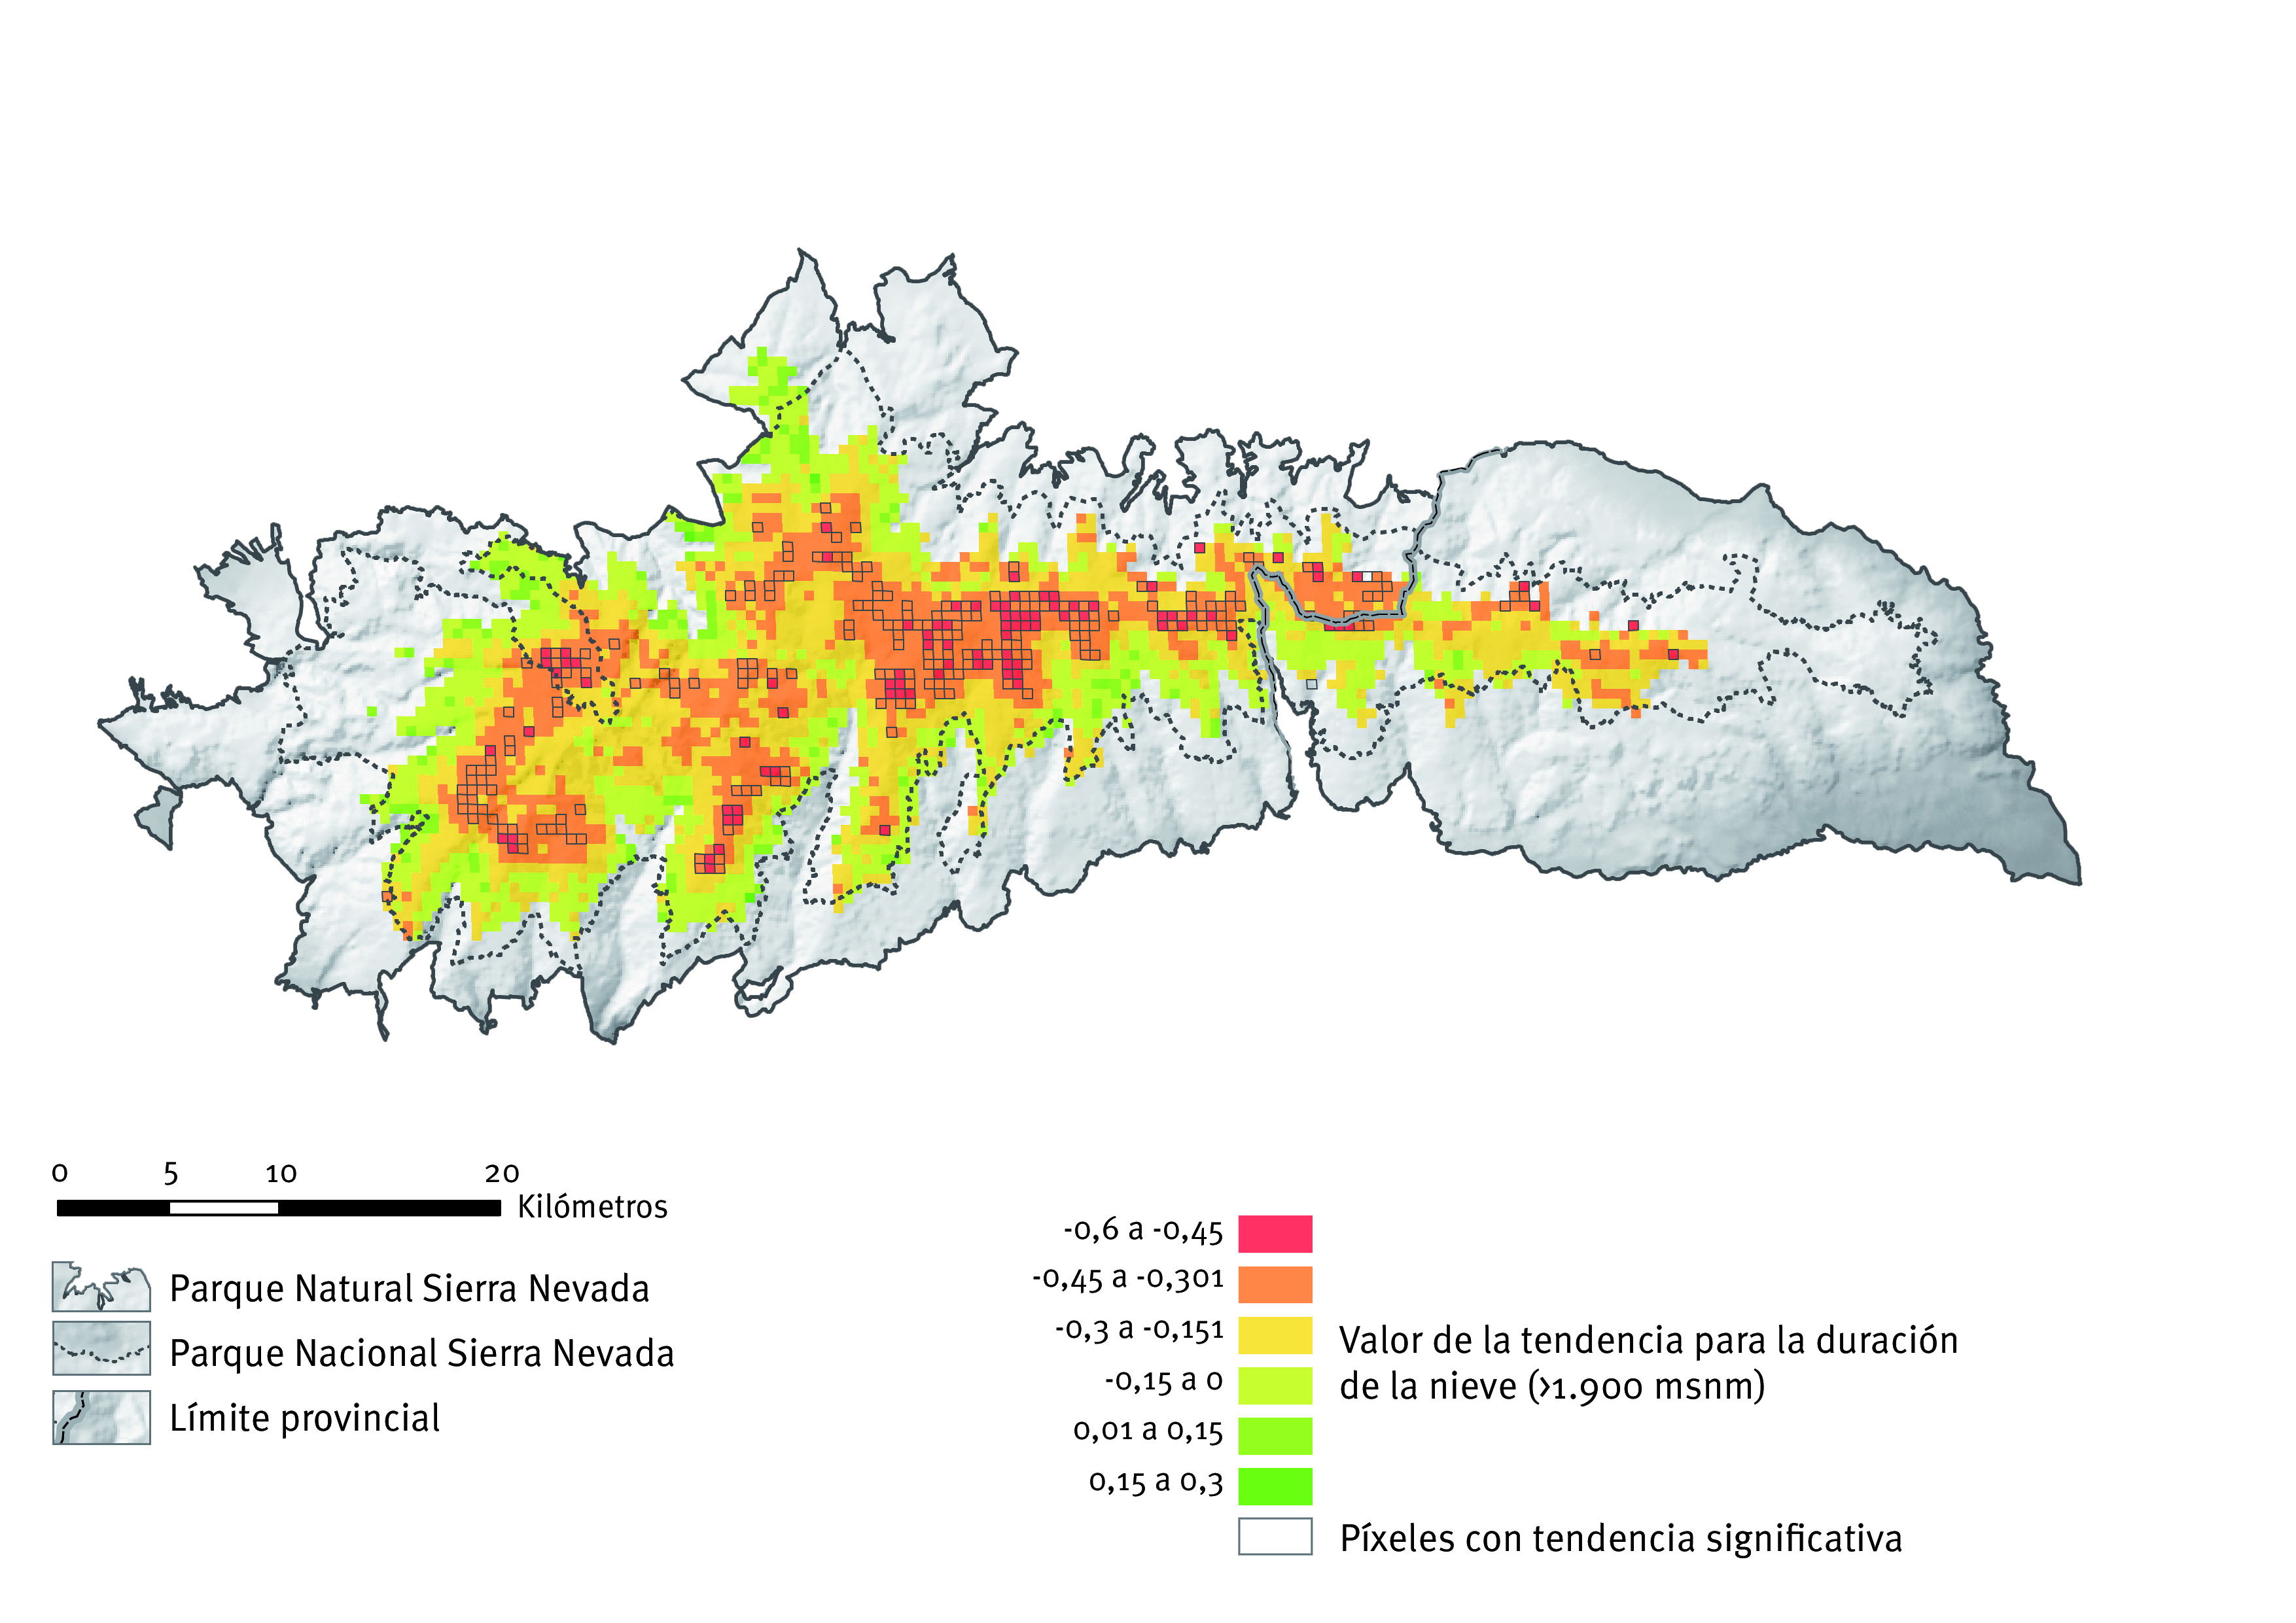 0 5 10 20
Kilómetros
Parque Natural Sierra Nevada
Parque Nacional Sierra Nevada
Límite provincial
-0,6 a -0,45
-0,45 a -0,301
-0,3 a -0,151
-0,15 a 0
0,01 a 0,15
0,15 a 0,3
Valor de la tendencia para la duración
de la nieve (>1.900 msnm)
Píxeles con tendencia significativa